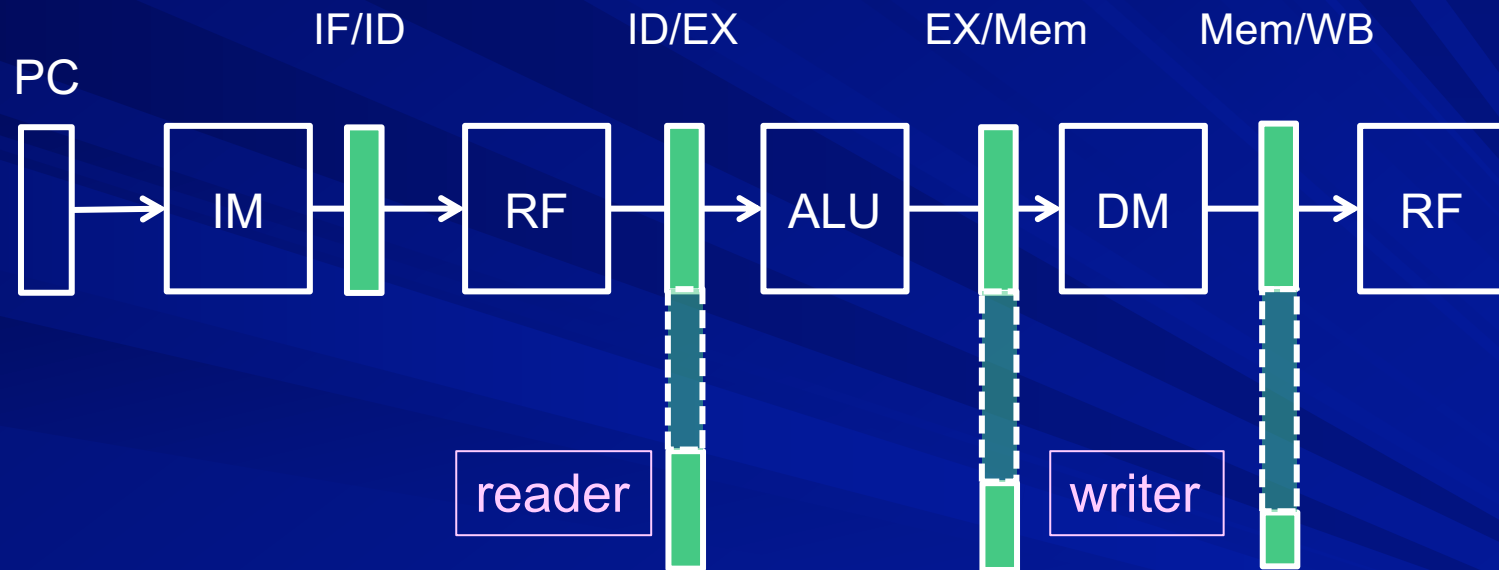 IF/ID ID/EX EX/Mem Mem/WB
PC
IM RF ALU DM RF
reader writer